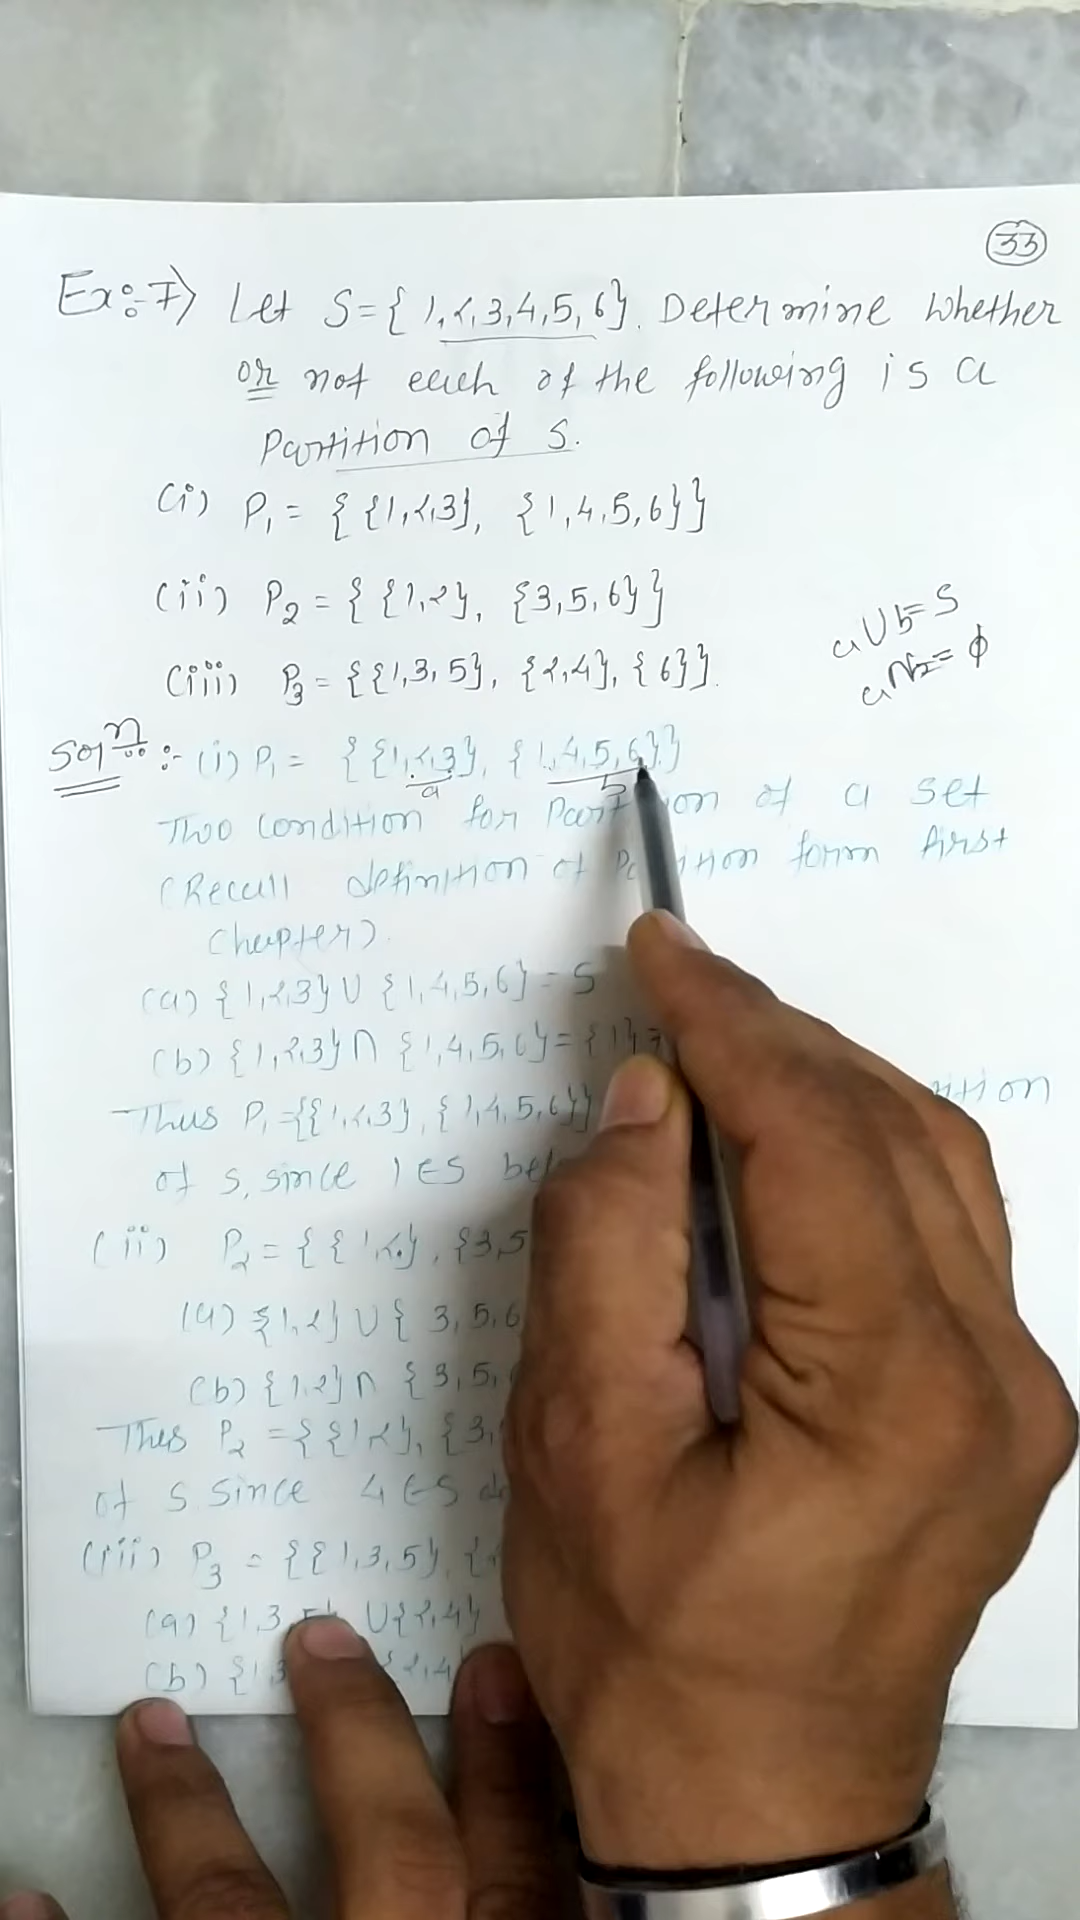 33
Ex:-7) Let S={1,2,3,4,5,6}. Determine whether
or not each of the following is a
Partition of S.
(i) P₁ = {{1,2,3}, {1,4,5,6}}
(ii) P₂ = {{1,2}, {3,5,6}}
(iii) P₃ = {{1,3,5}, {2,4}, {6}}.
a∪b=S
Solⁿ:- (i) P₁ = {{1,2,3}, {1,4,5,6}}
a b
Two condition for of a set
(Recall definition of form first
Chapter).
(a) {1,2,3} ∪ {1,4,5,6} = S
(b) {1,2,3} ∩ {1,4,5,6} = {1}
Thus P₁={{1,2,3}, {1,4,5,6}}
of S, since 1∈S
(ii) P₂ = {{1,2}, {3,5
(a) {1,2} ∪ {3,5,6
(b) {1,2} ∩ {3,5,
Thus P₂ = {{1,2}, {3,
of S since 4∈S
(iii) P₃ = {{1,3,5}, {
(a) {1,3,5} ∪{2,4}
(b) {1,3 {2,4